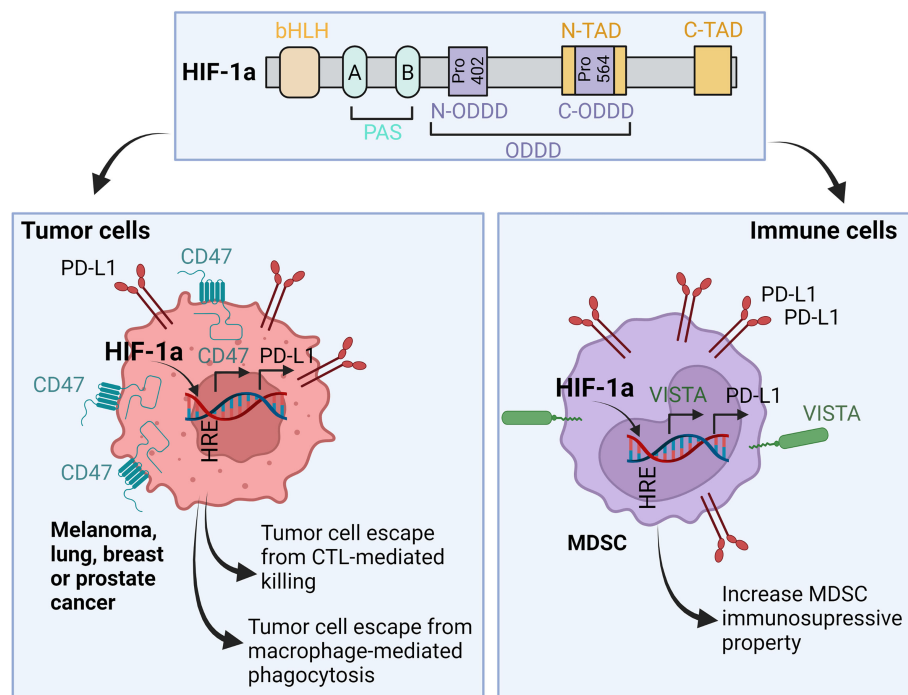 bHLH
N-TAD
C-TAD
HIF-1a
A
B
Pro
402
Pro
564
N-ODDD
C-ODDD
PAS
ODDD
Tumor cells
CD47
PD-L1
HIF-1a
CD47
PD-L1
CD47
HRE
CD47
Melanoma,
lung, breast
or prostate
cancer
Tumor cell escape
from CTL-mediated
killing
Tumor cell escape from
macrophage-mediated
phagocytosis
Immune cells
PD-L1
PD-L1
HIF-1a
VISTA
PD-L1
VISTA
HRE
MDSC
Increase MDSC
immunosupressive
property